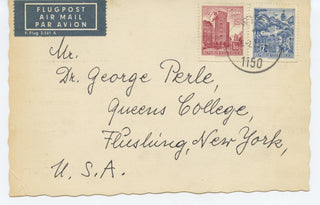 FLUGPOST
AIR MAIL
PAR AVION
1150
Mr.
Dr. George Perle,
Queens College,
Flushing, New York,
U. S. A.